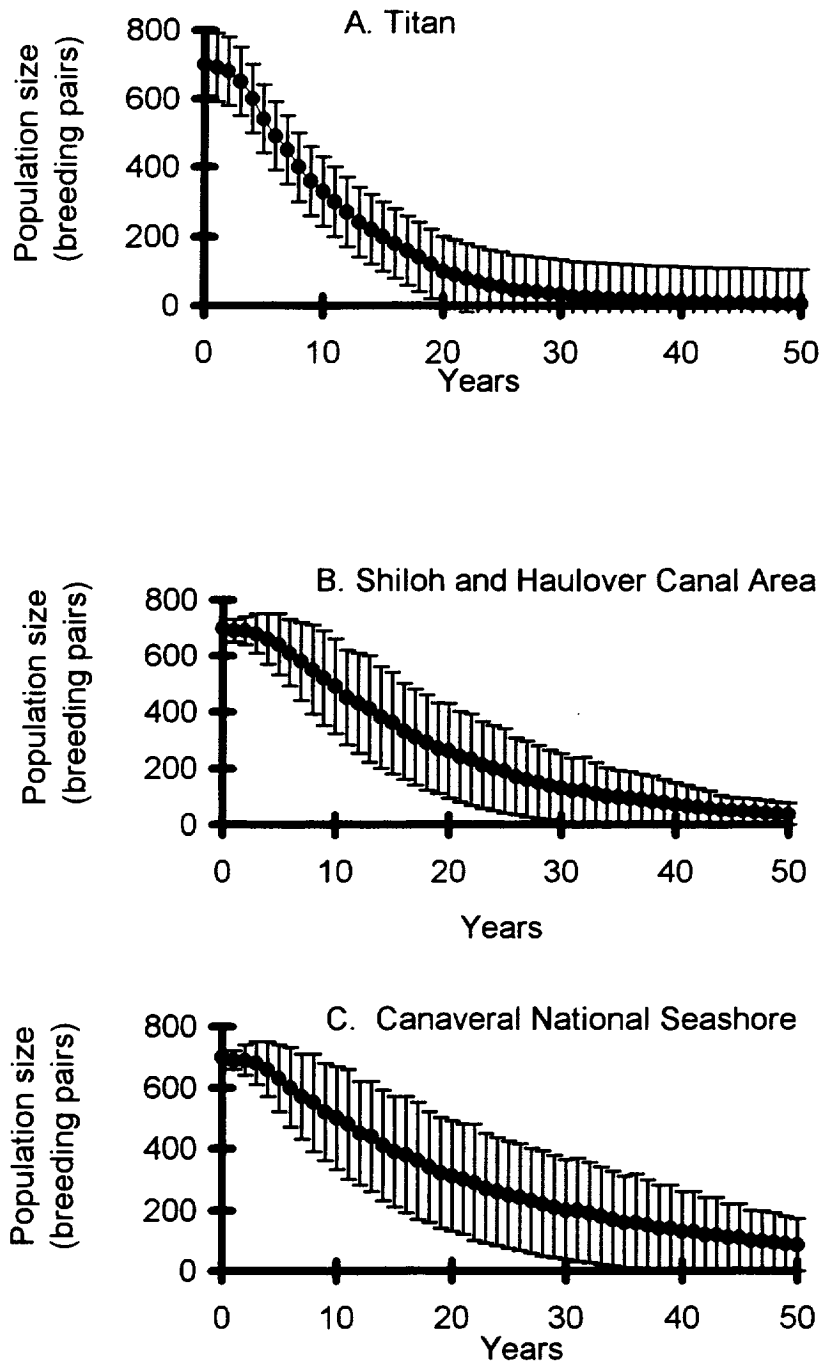 A. Titan
Population size
(breeding pairs)
800
600
400
200
0
0 10 20 30 40 50
Years
B. Shiloh and Haulover Canal Area
Population size
(breeding pairs)
800
600
400
200
0
0 10 20 30 40 50
Years
C. Canaveral National Seashore
Population size
(breeding pairs)
800
600
400
200
0
0 10 20 30 40 50
Years